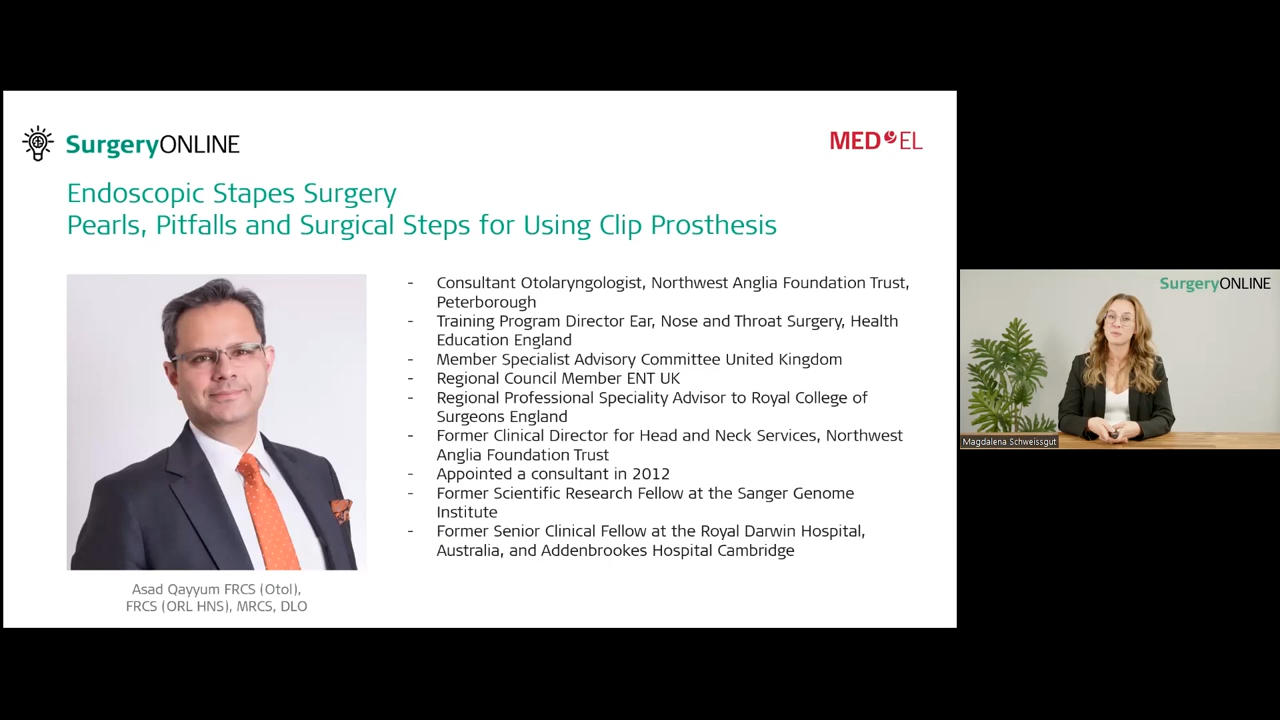 SurgeryONLINE
MED EL
Endoscopic Stapes Surgery
Pearls, Pitfalls and Surgical Steps for Using Clip Prosthesis
- Consultant Otolaryngologist, Northwest Anglia Foundation Trust,
Peterborough
- Training Program Director Ear, Nose and Throat Surgery, Health
Education England
- Member Specialist Advisory Committee United Kingdom
- Regional Council Member ENT UK
- Regional Professional Speciality Advisor to Royal College of
Surgeons England
- Former Clinical Director for Head and Neck Services, Northwest
Anglia Foundation Trust
- Appointed a consultant in 2012
- Former Scientific Research Fellow at the Sanger Genome
Institute
- Former Senior Clinical Fellow at the Royal Darwin Hospital,
Australia, and Addenbrookes Hospital Cambridge
Asad Qayyum FRCS (Otol),
FRCS (ORL HNS), MRCS, DLO
SurgeryONLINE
Magdalena Schweissgut